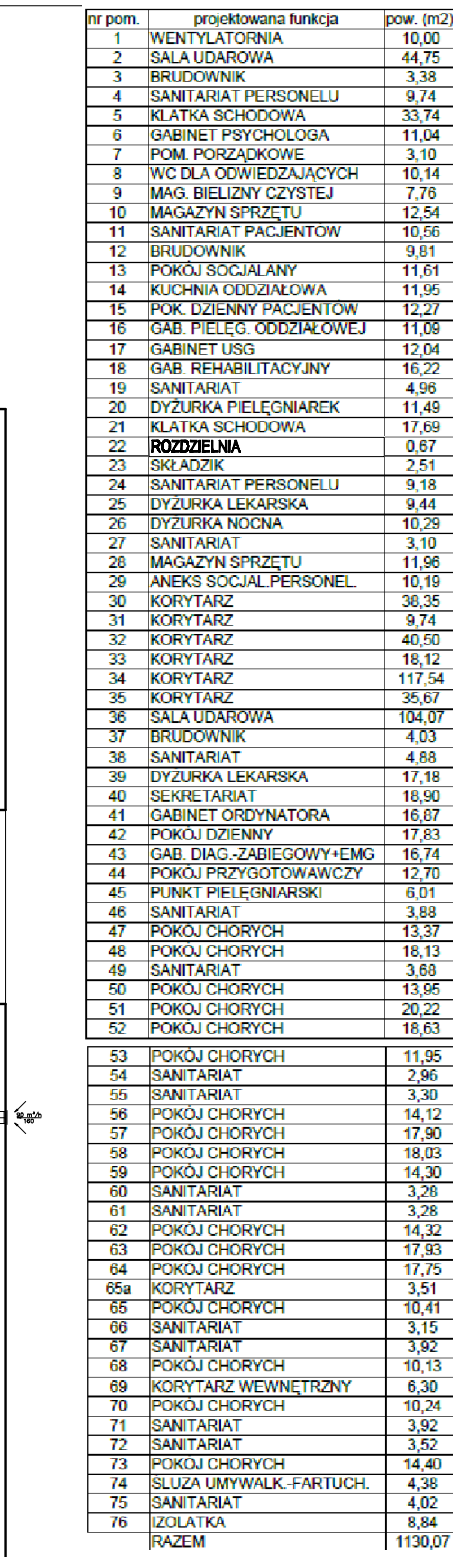 nr pom. projektowana funkcja pow. (m2)
1 WENTYLATORNIA 10,00
2 SALA UDAROWA 44,75
3 BRUDOWNIK 3,38
4 SANITARIAT PERSONELU 9,74
5 KLATKA SCHODOWA 33,74
6 GABINET PSYCHOLOGA 11,04
7 POM. PORZĄDKOWE 3,10
8 WC DLA ODWIEDZAJĄCYCH 10,14
9 MAG. BIELIZNY CZYSTEJ 7,76
10 MAGAZYN SPRZĘTU 12,54
11 SANITARIAT PACJENTÓW 10,56
12 BRUDOWNIK 9,81
13 POKÓJ SOCJALANY 11,61
14 KUCHNIA ODDZIAŁOWA 11,95
15 POK. DZIENNY PACJENTÓW 12,27
16 GAB. PIELĘG. ODDZIAŁOWEJ 11,09
17 GABINET USG 12,04
18 GAB. REHABILITACYJNY 16,22
19 SANITARIAT 4,96
20 DYŻURKA PIELĘGNIAREK 11,49
21 KLATKA SCHODOWA 17,69
22 ROZDZIELNIA 0,67
23 SKŁADZIK 2,51
24 SANITARIAT PERSONELU 9,18
25 DYŻURKA LEKARSKA 9,44
26 DYŻURKA NOCNA 10,29
27 SANITARIAT 3,10
28 MAGAZYN SPRZĘTU 11,96
29 ANEKS SOCJAL.PERSONEL. 10,19
30 KORYTARZ 38,35
31 KORYTARZ 9,74
32 KORYTARZ 40,50
33 KORYTARZ 18,12
34 KORYTARZ 117,54
35 KORYTARZ 35,67
36 SALA UDAROWA 104,07
37 BRUDOWNIK 4,03
38 SANITARIAT 4,88
39 DYŻURKA LEKARSKA 17,18
40 SEKRETARIAT 18,90
41 GABINET ORDYNATORA 16,87
42 POKÓJ DZIENNY 17,83
43 GAB. DIAG.-ZABIEGOWY+EMG 16,74
44 POKÓJ PRZYGOTOWAWCZY 12,70
45 PUNKT PIELĘGNIARSKI 6,01
46 SANITARIAT 3,88
47 POKÓJ CHORYCH 13,37
48 POKÓJ CHORYCH 18,13
49 SANITARIAT 3,68
50 POKÓJ CHORYCH 13,95
51 POKÓJ CHORYCH 20,22
52 POKÓJ CHORYCH 18,63
53 POKÓJ CHORYCH 11,95
54 SANITARIAT 2,96
55 SANITARIAT 3,30
56 POKÓJ CHORYCH 14,12
57 POKÓJ CHORYCH 17,90
58 POKÓJ CHORYCH 18,03
59 POKÓJ CHORYCH 14,30
60 SANITARIAT 3,28
61 SANITARIAT 3,28
62 POKÓJ CHORYCH 14,32
63 POKÓJ CHORYCH 17,93
64 POKÓJ CHORYCH 17,75
65a KORYTARZ 3,51
65 POKÓJ CHORYCH 10,41
66 SANITARIAT 3,15
67 SANITARIAT 3,92
68 POKÓJ CHORYCH 10,13
69 KORYTARZ WEWNĘTRZNY 6,30
70 POKÓJ CHORYCH 10,24
71 SANITARIAT 3,92
72 SANITARIAT 3,52
73 POKÓJ CHORYCH 14,40
74 ŚLUZA UMYWALK.-FARTUCH. 4,38
75 SANITARIAT 4,02
76 IZOLATKA 8,84
RAZEM 1130,07